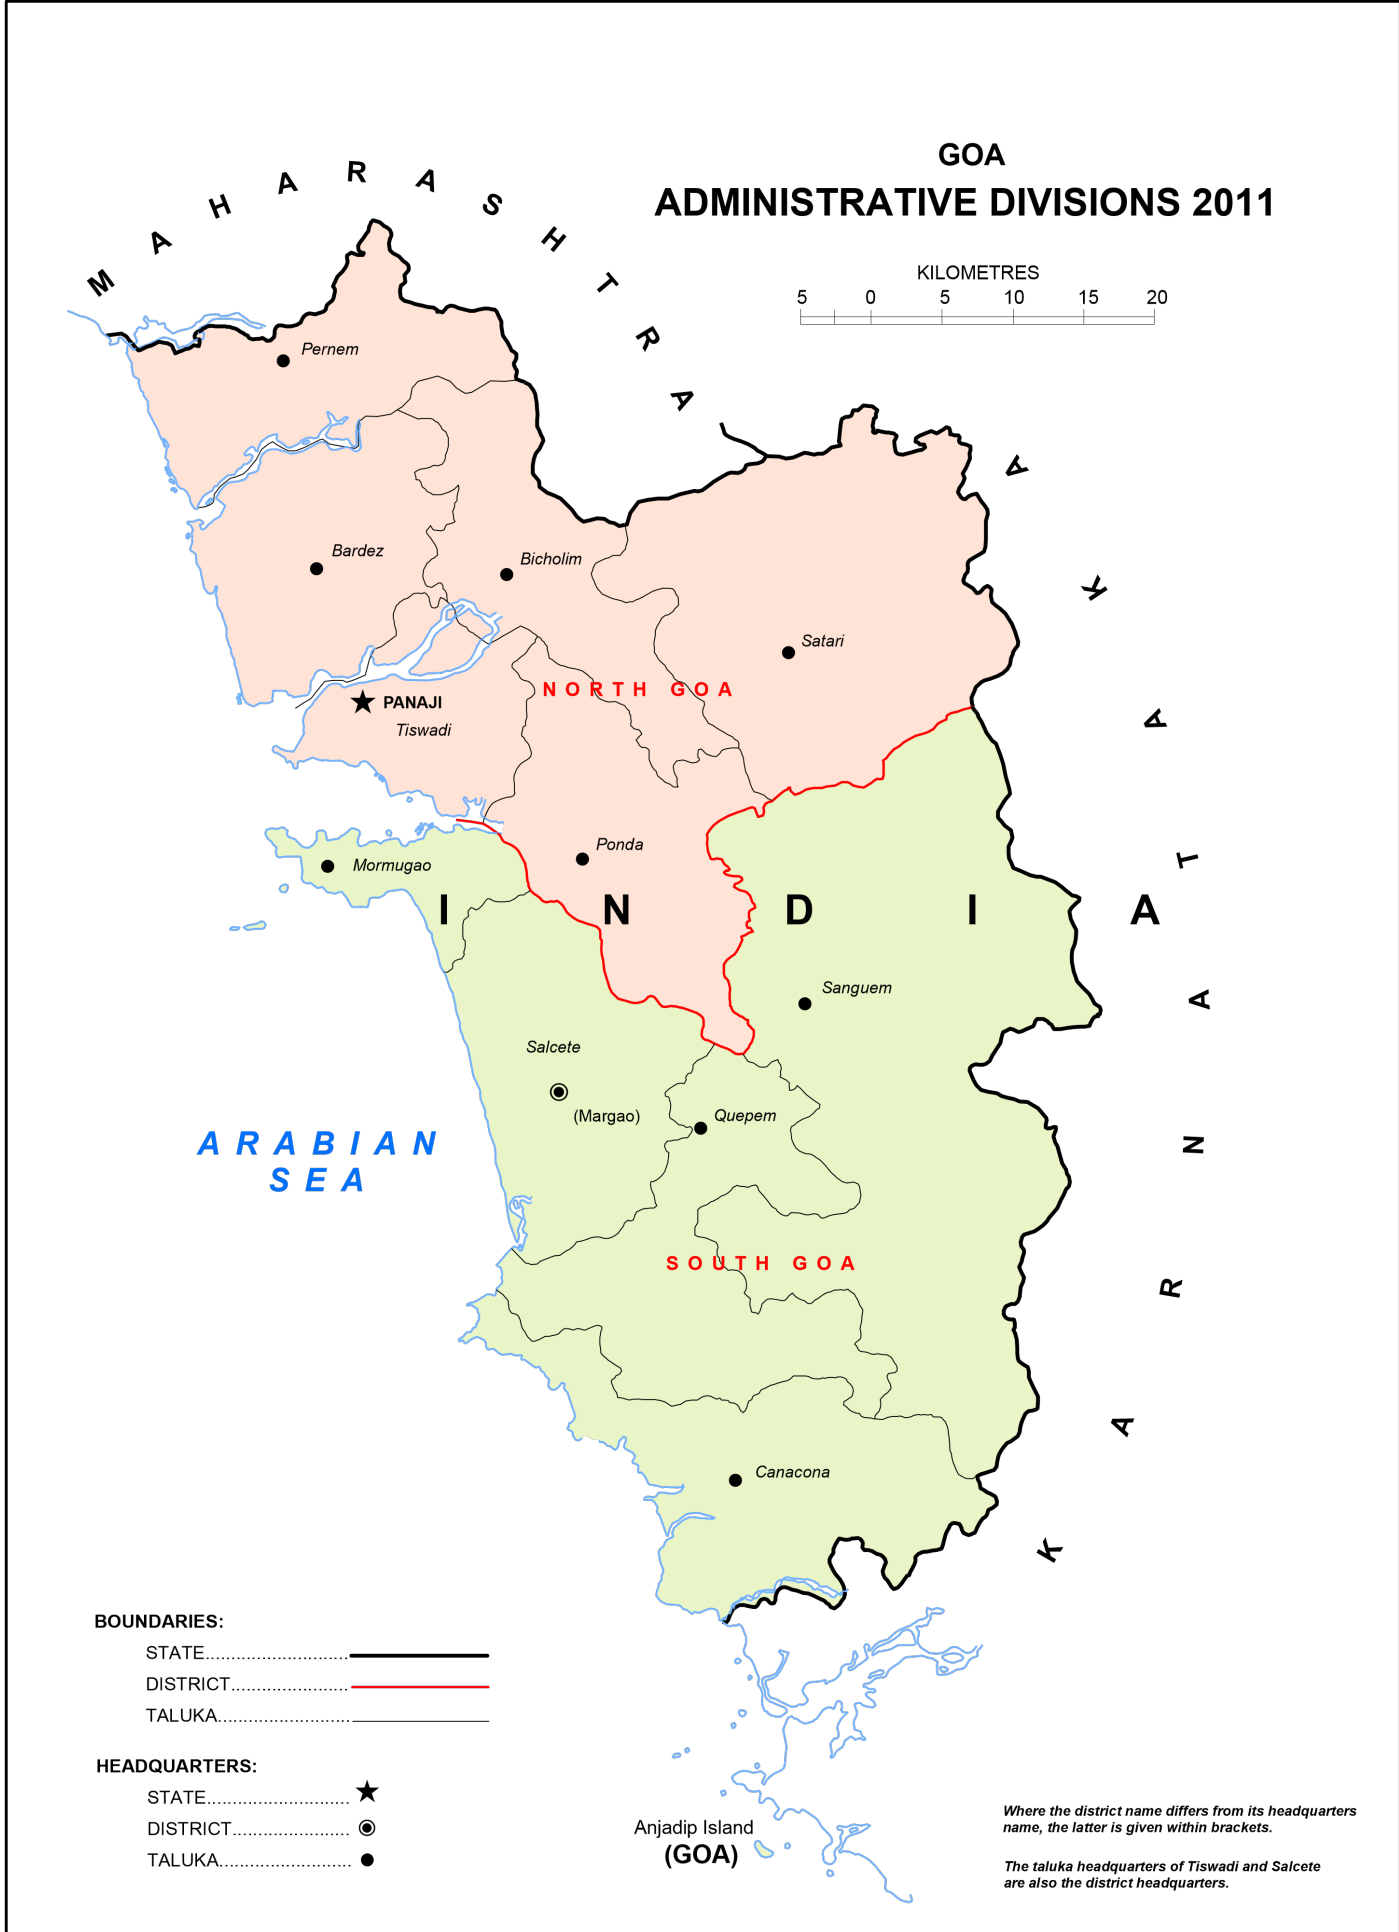 GOA
ADMINISTRATIVE DIVISIONS 2011
KILOMETRES
5 0 5 10 15 20
MAHARASHTRA
KARNATAKA
Pernem
Bardez
Bicholim
Satari
NORTH GOA
PANAJI
Tiswadi
Ponda
Mormugao
INDIA
Sanguem
Salcete
(Margao)
Quepem
ARABIAN
SEA
SOUTH GOA
Canacona
BOUNDARIES:
STATE...........................
DISTRICT......................
TALUKA.........................
HEADQUARTERS:
STATE...........................
DISTRICT......................
TALUKA.........................
Anjadip Island
(GOA)
Where the district name differs from its headquarters
name, the latter is given within brackets.
The taluka headquarters of Tiswadi and Salcete
are also the district headquarters.